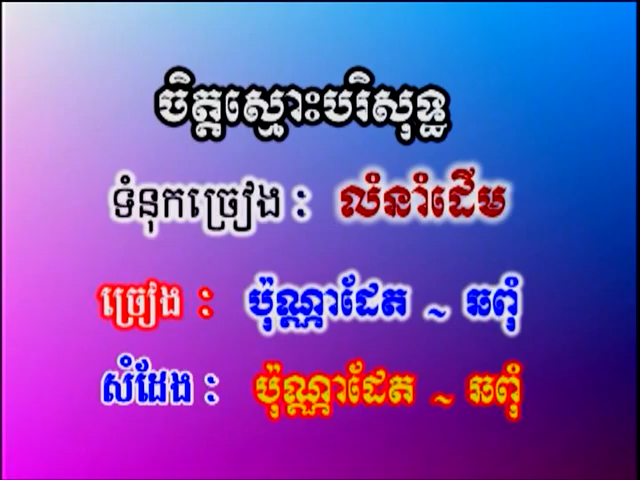 ចិត្តស្មោះបរិសុទ្ធ
ទំនុកច្រៀង : លំនាំដើម
ច្រៀង : ប៉ុណ្ណាដែត ~ ឆពុំ
សំដែង : ប៉ុណ្ណាដែត ~ ឆពុំ